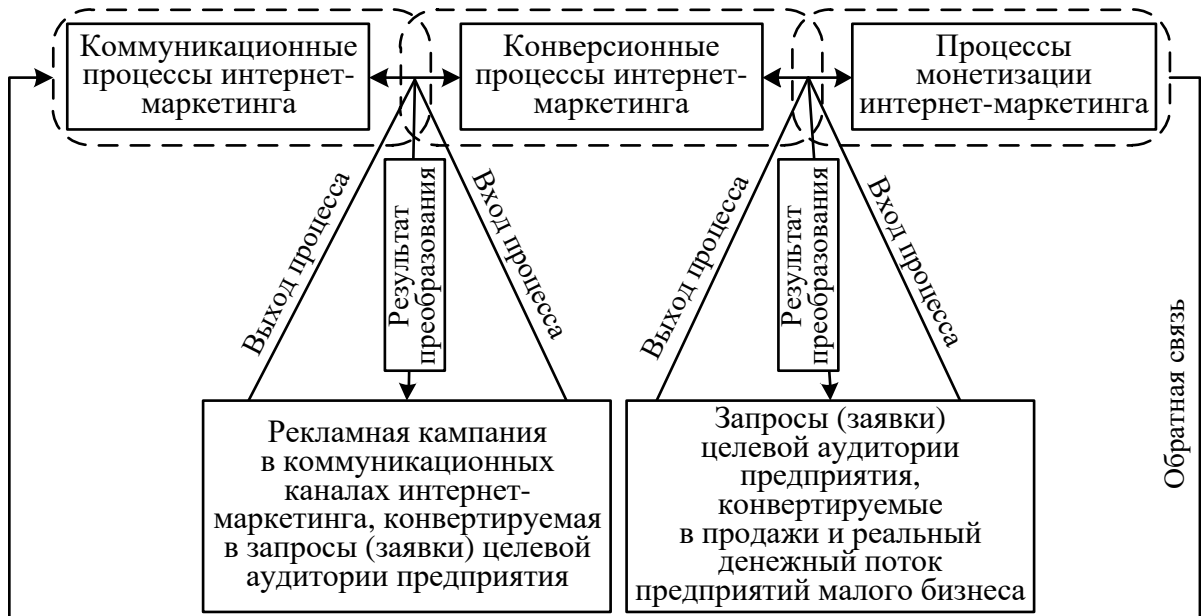 Коммуникационные
процессы интернет-
маркетинга
Конверсионные
процессы интернет-
маркетинга
Процессы
монетизации
интернет-маркетинга
Выход процесса
Результат
преобразования
Вход процесса
Выход процесса
Результат
преобразования
Вход процесса
Обратная связь
Рекламная кампания
в коммуникационных
каналах интернет-
маркетинга, конвертируемая
в запросы (заявки) целевой
аудитории предприятия
Запросы (заявки)
целевой аудитории
предприятия,
конвертируемые
в продажи и реальный
денежный поток
предприятий малого бизнеса